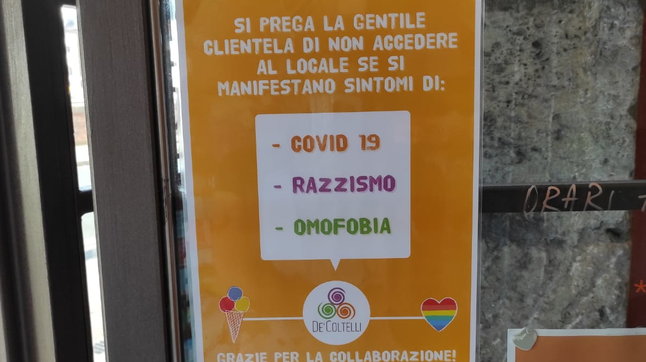 SI PREGA LA GENTILE
CLIENTELA DI NON ACCEDERE
AL LOCALE SE SI
MANIFESTANO SINTOMI DI:
- COVID 19
- RAZZISMO
- OMOFOBIA
DE' COLTELLI
GRAZIE PER LA COLLABORAZIONE!
ORARI